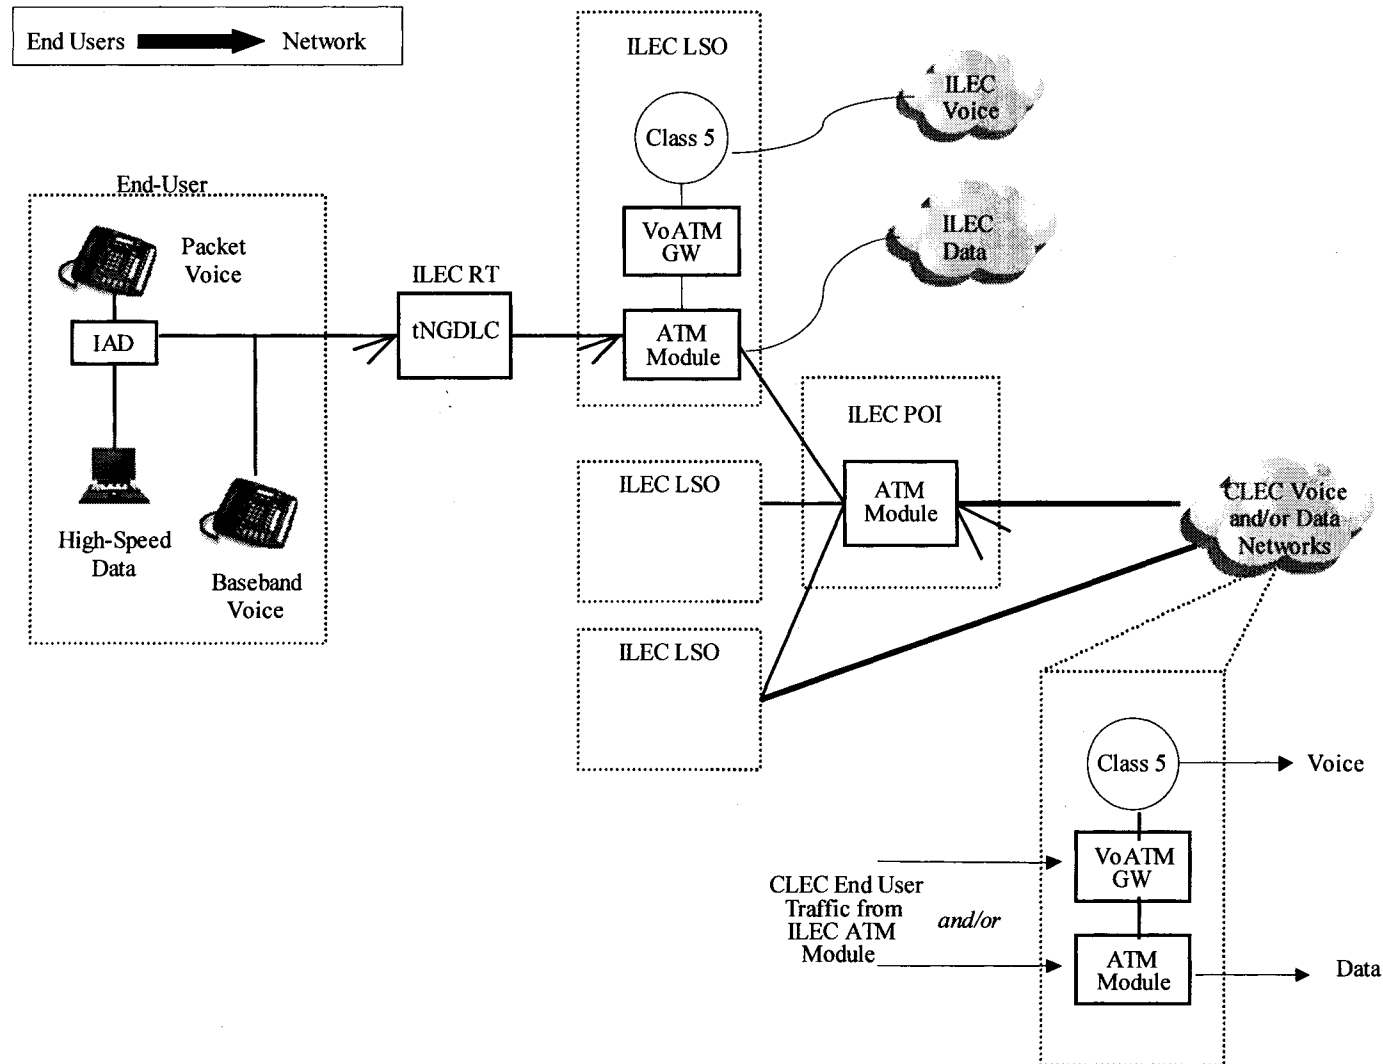 End Users Network
ILEC LSO
ILEC
Voice
Class 5
End-User
ILEC
Data
VoATM
GW
Packet
Voice
ILEC RT
IAD
tNGDLC
ATM
Module
ILEC POI
ILEC LSO
ATM
Module
CLEC Voice
and/or Data
Networks
High-Speed
Data
Baseband
Voice
ILEC LSO
Class 5
Voice
VoATM
GW
CLEC End User
Traffic from
ILEC ATM
Module
and/or
ATM
Module
Data